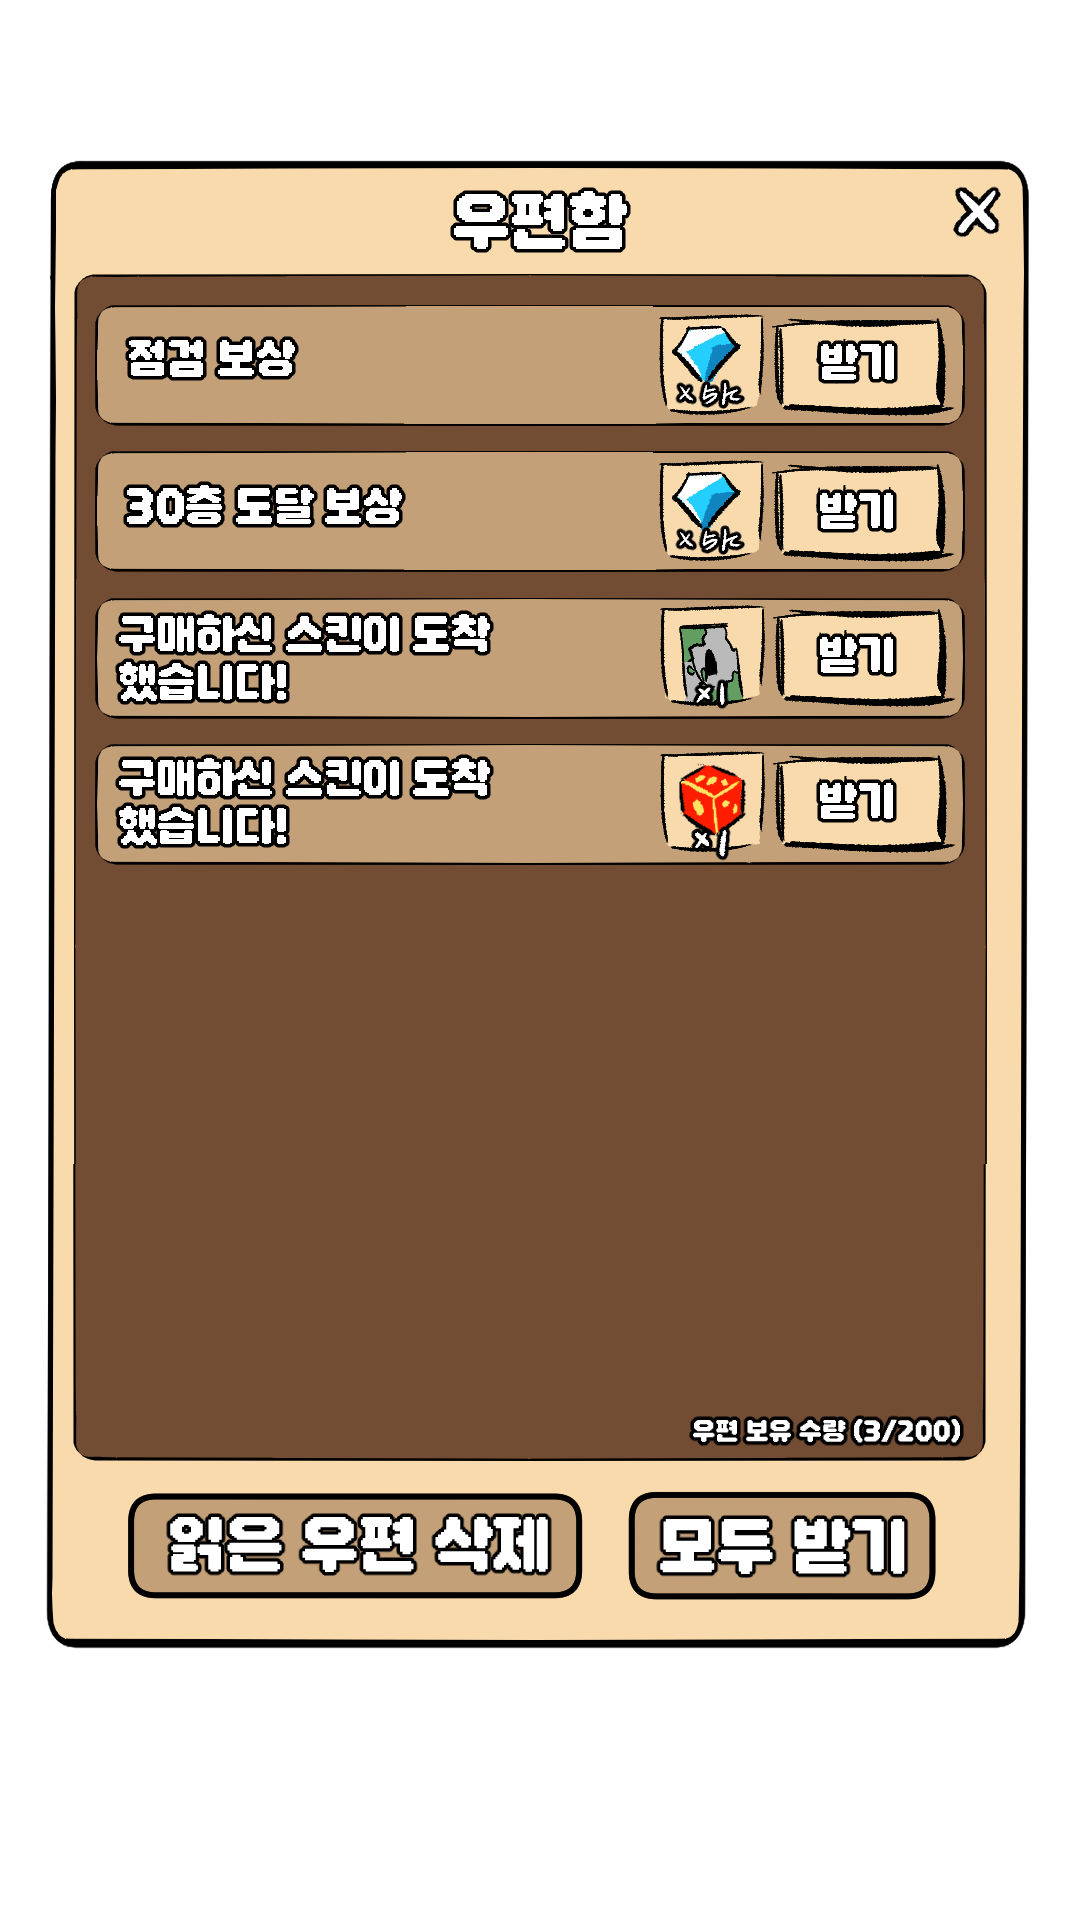 우편함
X
점검 보상
x5k
받기
30층 도달 보상
x5k
받기
구매하신 스킨이 도착
했습니다!
x1
받기
구매하신 스킨이 도착
했습니다!
x1
받기
우편 보유 수량 (3/200)
읽은 우편 삭제
모두 받기